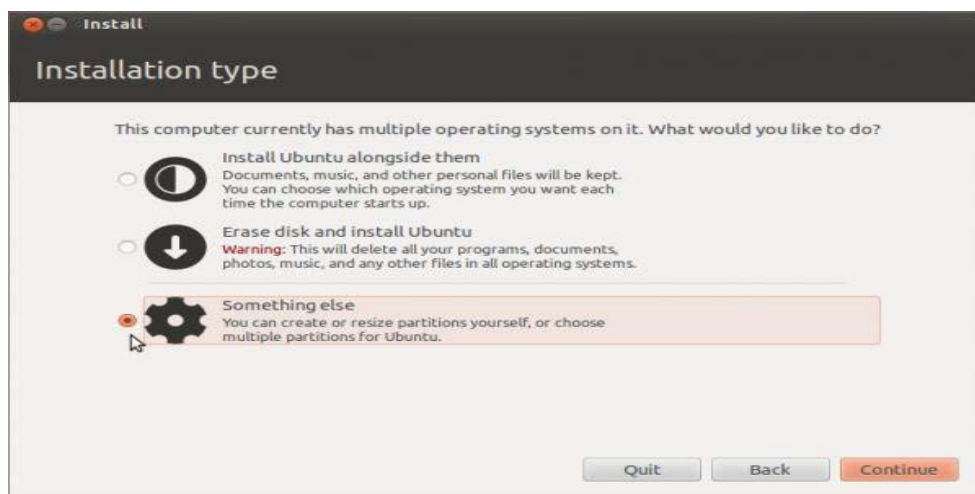 Install
Installation type
This computer currently has multiple operating systems on it. What would you like to do?
Install Ubuntu alongside them
Documents, music, and other personal files will be kept.
You can choose which operating system you want each
time the computer starts up.
Erase disk and install Ubuntu
Warning: This will delete all your programs, documents,
photos, music, and any other files in all operating systems.
Something else
You can create or resize partitions yourself, or choose
multiple partitions for Ubuntu.
Quit Back Continue